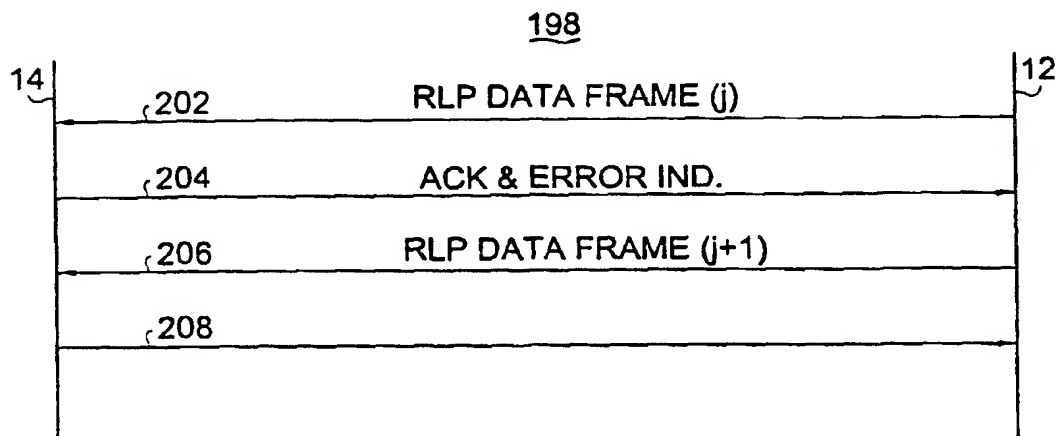 198
14
12
202 RLP DATA FRAME (j)
204 ACK & ERROR IND.
206 RLP DATA FRAME (j+1)
208